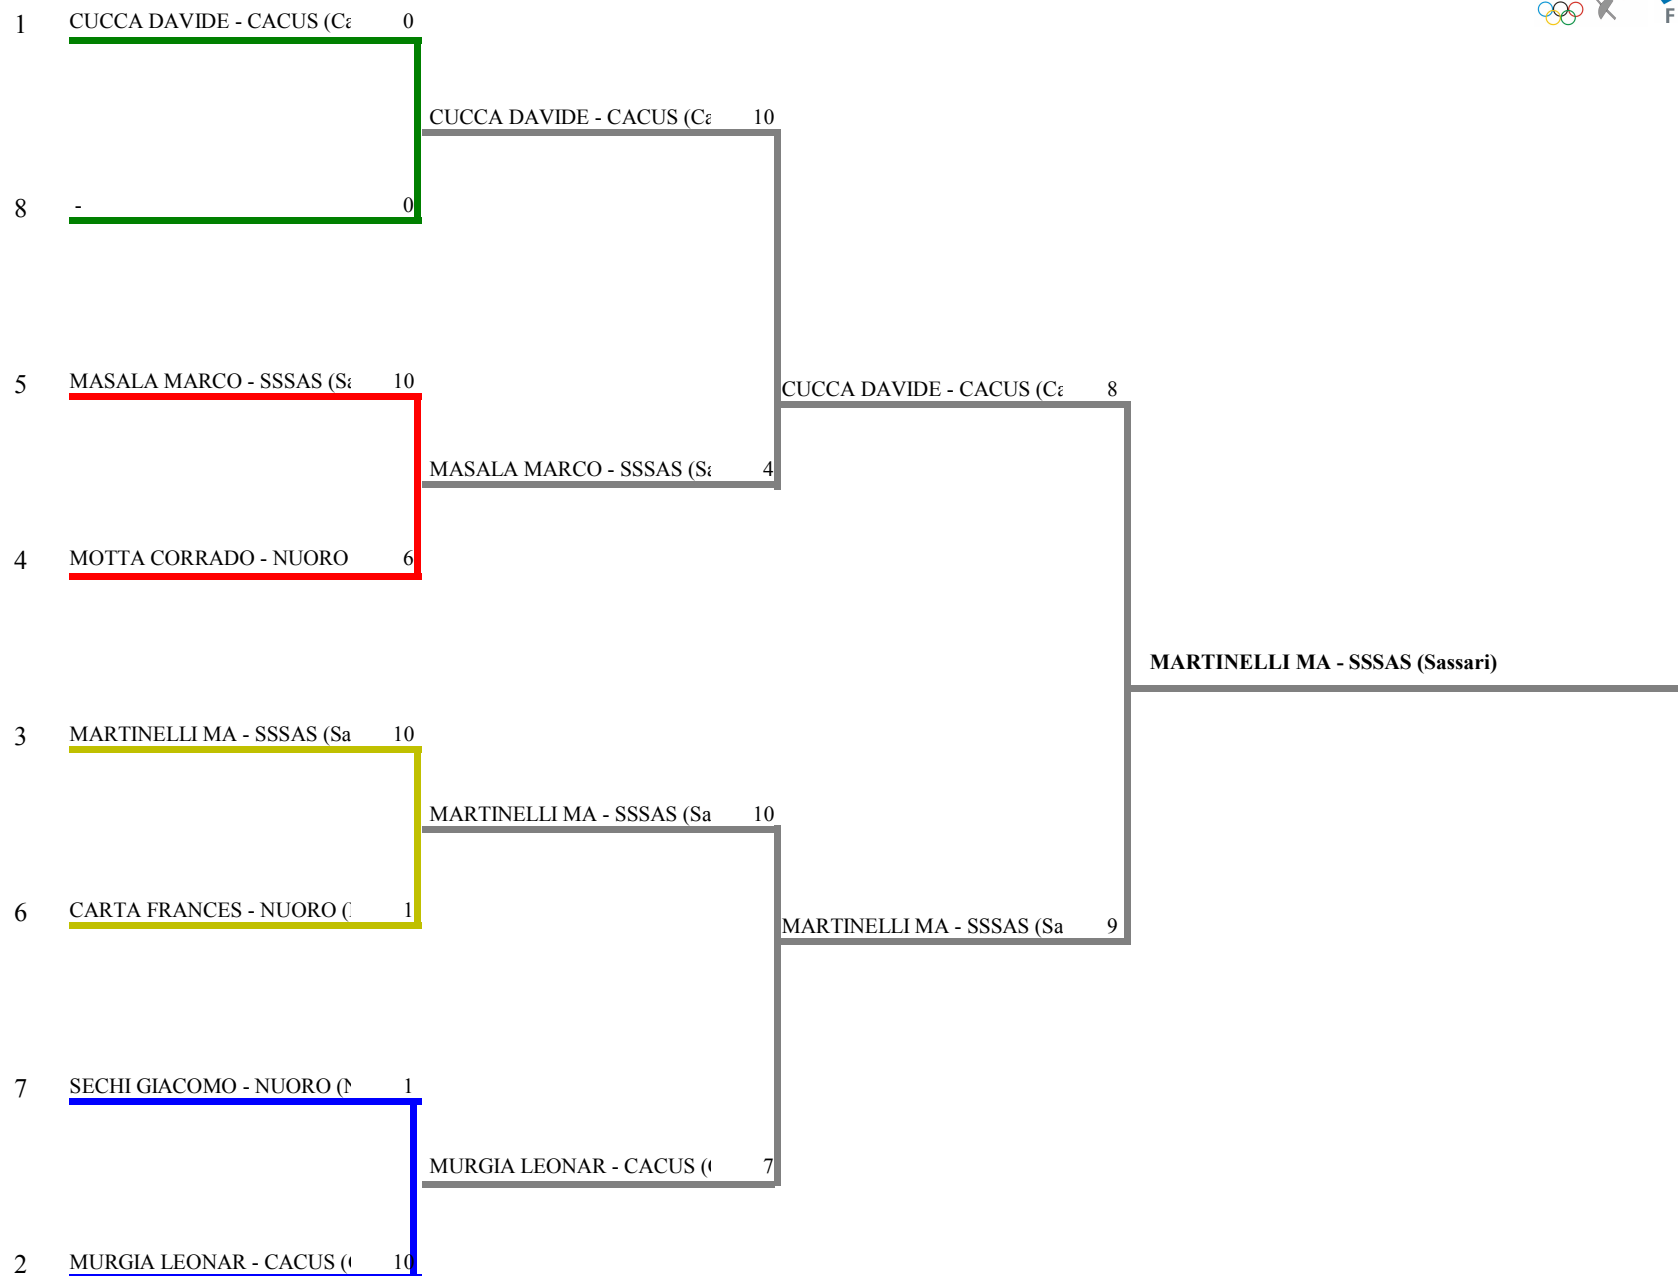 1 CUCCA DAVIDE - CACUS (Ca 0
CUCCA DAVIDE - CACUS (Ca 10
8 - 0
5 MASALA MARCO - SSSAS (Sa 10
CUCCA DAVIDE - CACUS (Ca 8
MASALA MARCO - SSSAS (Sa 4
4 MOTTA CORRADO - NUORO 6
MARTINELLI MA - SSSAS (Sassari)
3 MARTINELLI MA - SSSAS (Sa 10
MARTINELLI MA - SSSAS (Sa 10
6 CARTA FRANCES - NUORO ( 1
MARTINELLI MA - SSSAS (Sa 9
7 SECHI GIACOMO - NUORO (N 1
MURGIA LEONAR - CACUS ( 7
2 MURGIA LEONAR - CACUS ( 10
F